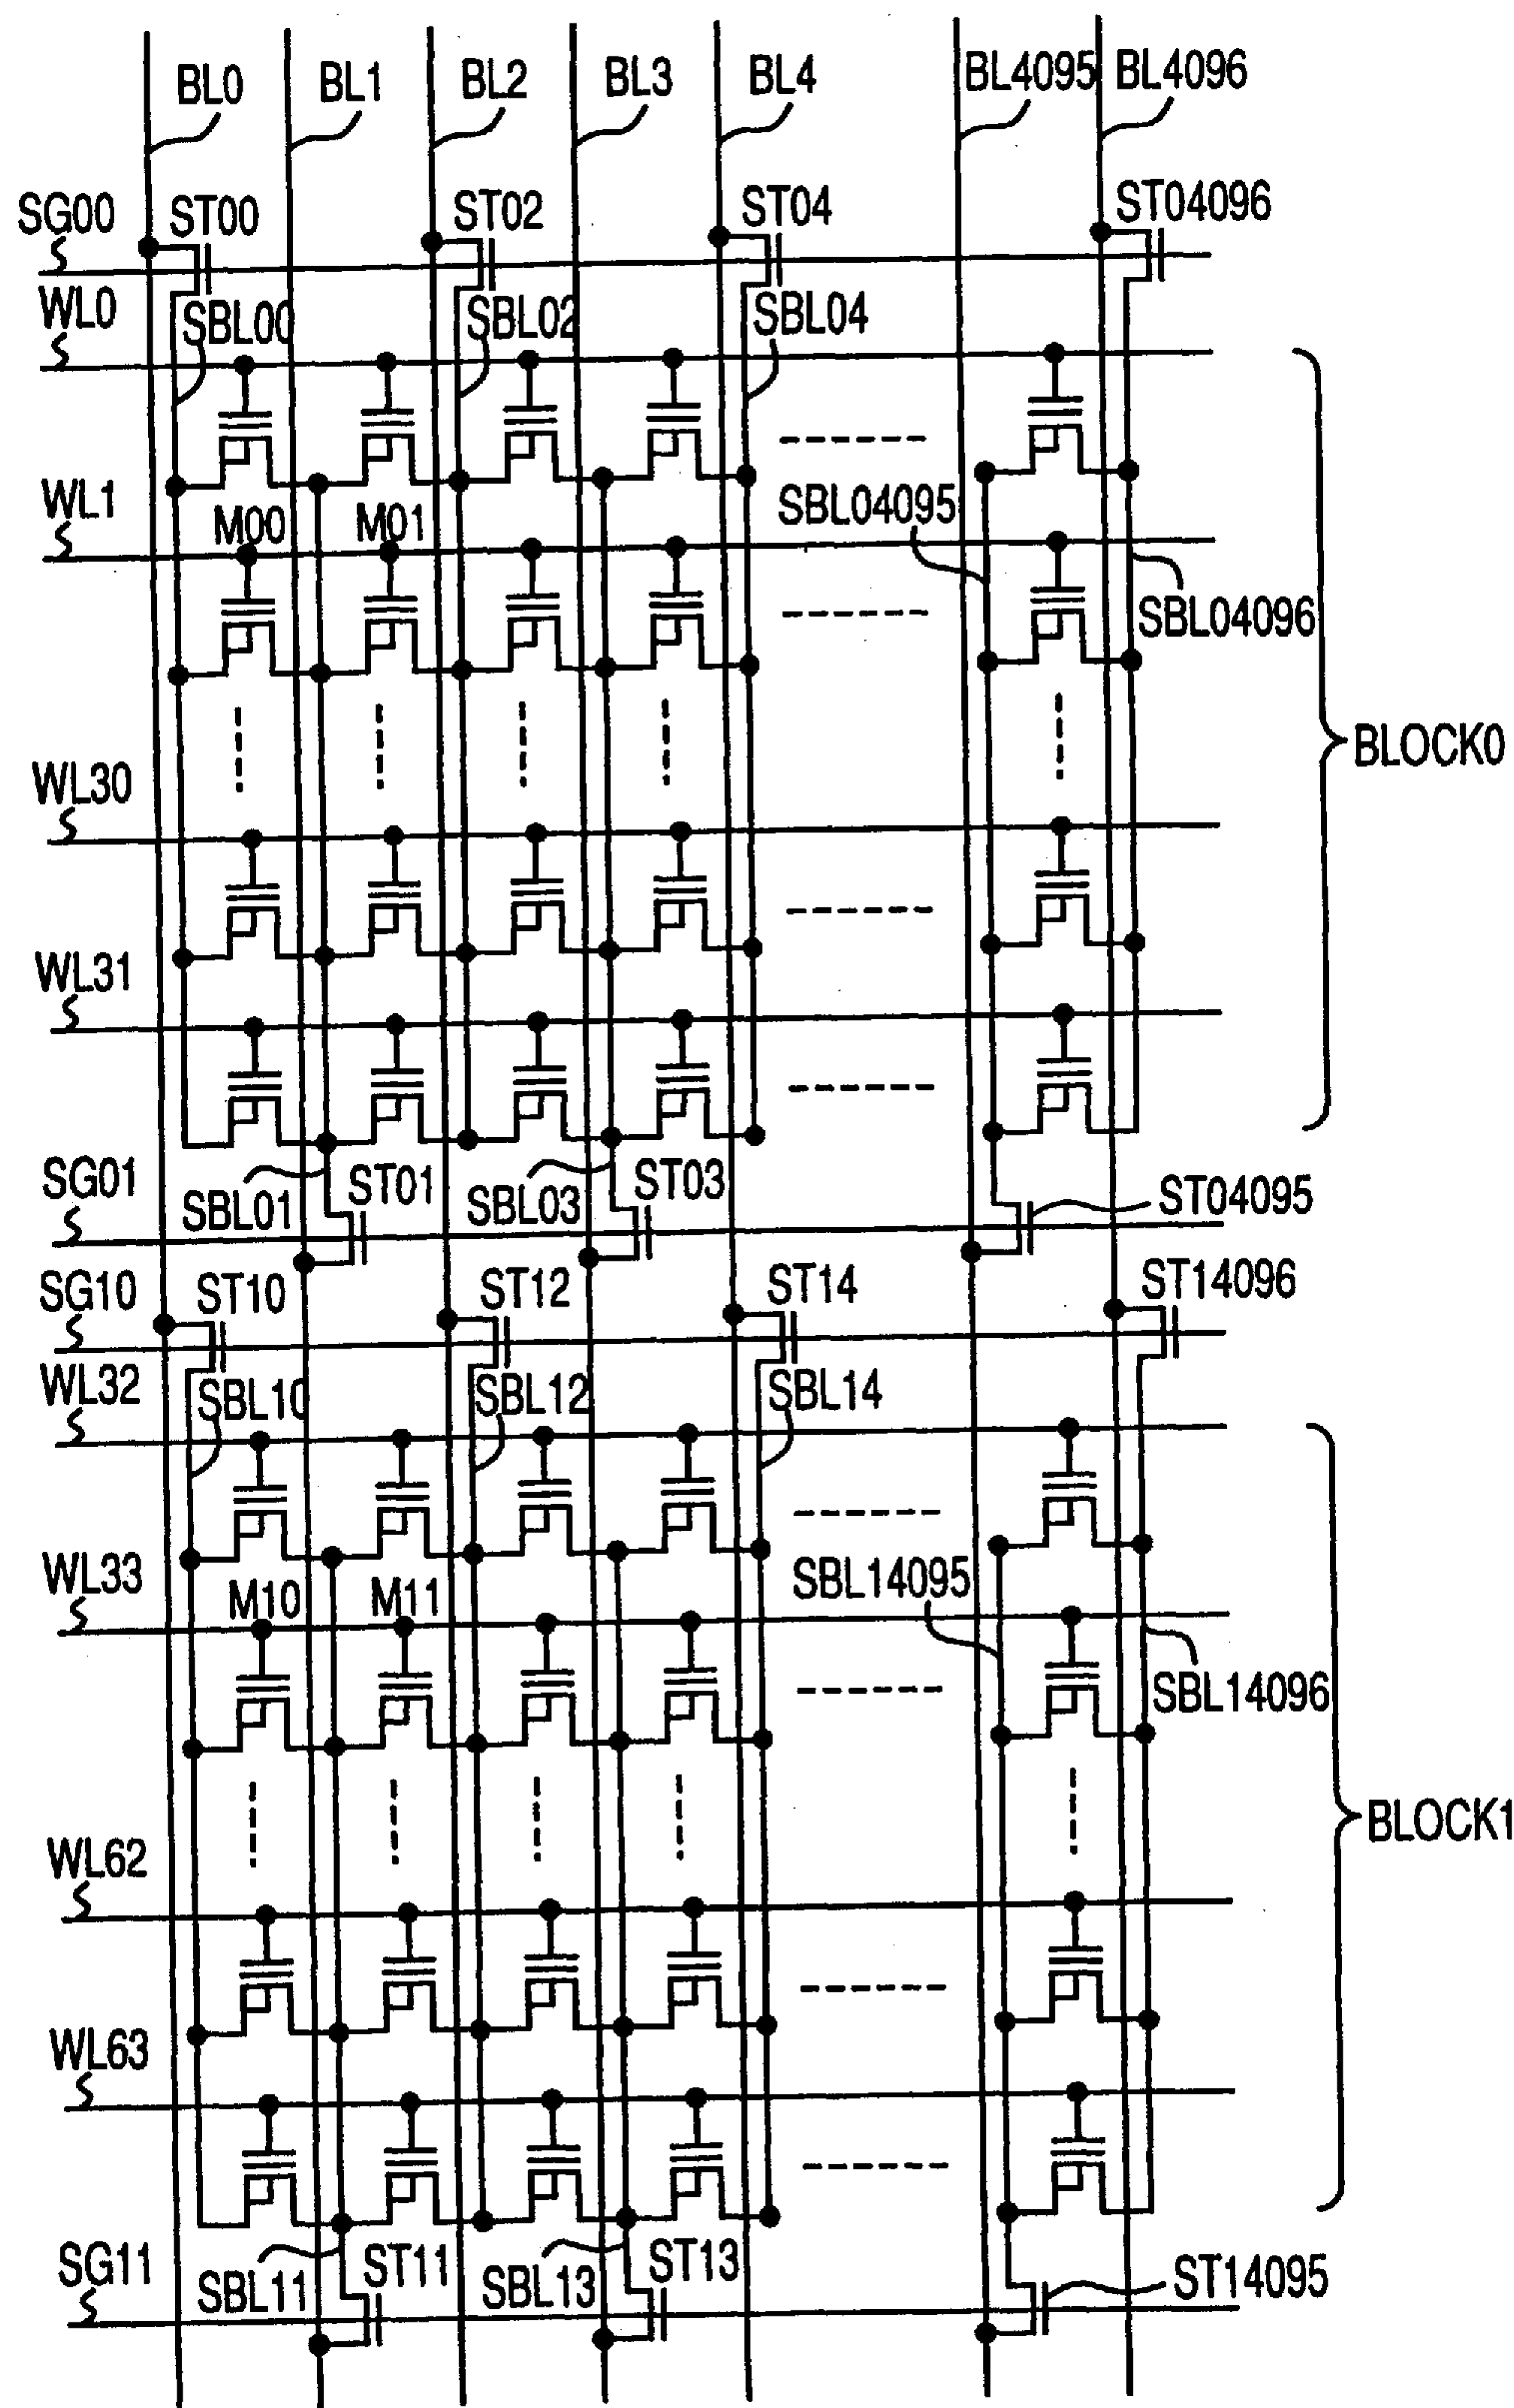 BL0 BL1 BL2 BL3 BL4 BL4095 BL4096
SG00 ST00 ST02 ST04 ST04096
WL0 SBL00 SBL02 SBL04
WL1 M00 M01 SBL04095
SBL04096
WL30 BLOCK0
WL31
SG01 SBL01 ST01 SBL03 ST03 ST04095
SG10 ST10 ST12 ST14 ST14096
WL32 SBL10 SBL12 SBL14
WL33 M10 M11 SBL14095
SBL14096
WL62 BLOCK1
WL63
SG11 SBL11 ST11 SBL13 ST13 ST14095